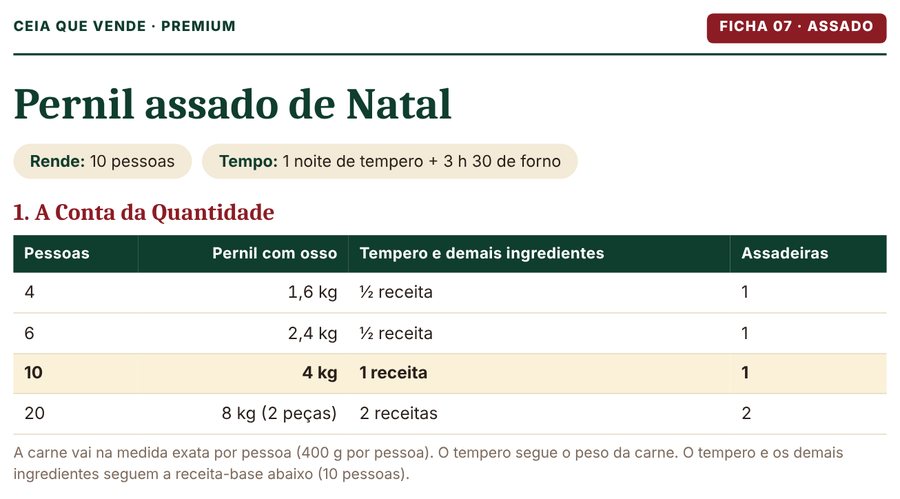 CEIA QUE VENDE · PREMIUM
FICHA 07 · ASSADO
Pernil assado de Natal
Rende: 10 pessoas
Tempo: 1 noite de tempero + 3 h 30 de forno
1. A Conta da Quantidade
Pessoas Pernil com osso Tempero e demais ingredientes Assadeiras
4 1,6 kg ½ receita 1
6 2,4 kg ½ receita 1
10 4 kg 1 receita 1
20 8 kg (2 peças) 2 receitas 2
A carne vai na medida exata por pessoa (400 g por pessoa). O tempero segue o peso da carne. O tempero e os demais
ingredientes seguem a receita-base abaixo (10 pessoas).